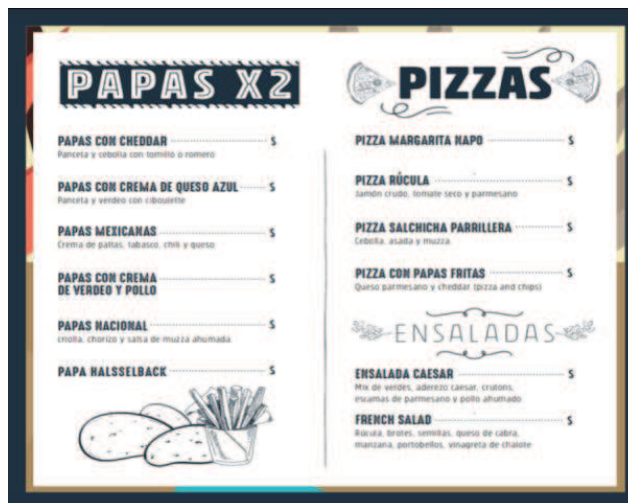 PAPAS X2
PAPAS CON CHEDDAR $
Panceta y cebolla con tomillo o romero
PAPAS CON CREMA DE QUESO AZUL $
Panceta y verdeo con ciboulette
PAPAS MEXICANAS $
Crema de paltas, tabasco, chili y queso
PAPAS CON CREMA
DE VERDEO Y POLLO $
PAPAS NACIONAL $
criolla, chorizo y salsa de muzza ahumada
PAPA HALSSELBACK $
PIZZAS
PIZZA MARGARITA NAPO $
PIZZA RÚCULA $
Jamón crudo, tomate seco y parmesano
PIZZA SALCHICHA PARRILLERA $
Cebolla, asada y muzza
PIZZA CON PAPAS FRITAS $
Queso parmesano y cheddar (pizza and chips)
ENSALADAS
ENSALADA CAESAR $
Mix de verdes, aderezo caesar, crutons,
escamas de parmesano y pollo ahumado
FRENCH SALAD $
Rúcula, brotes, semillas, queso de cabra,
manzana, portobellos, vinagreta de chalote